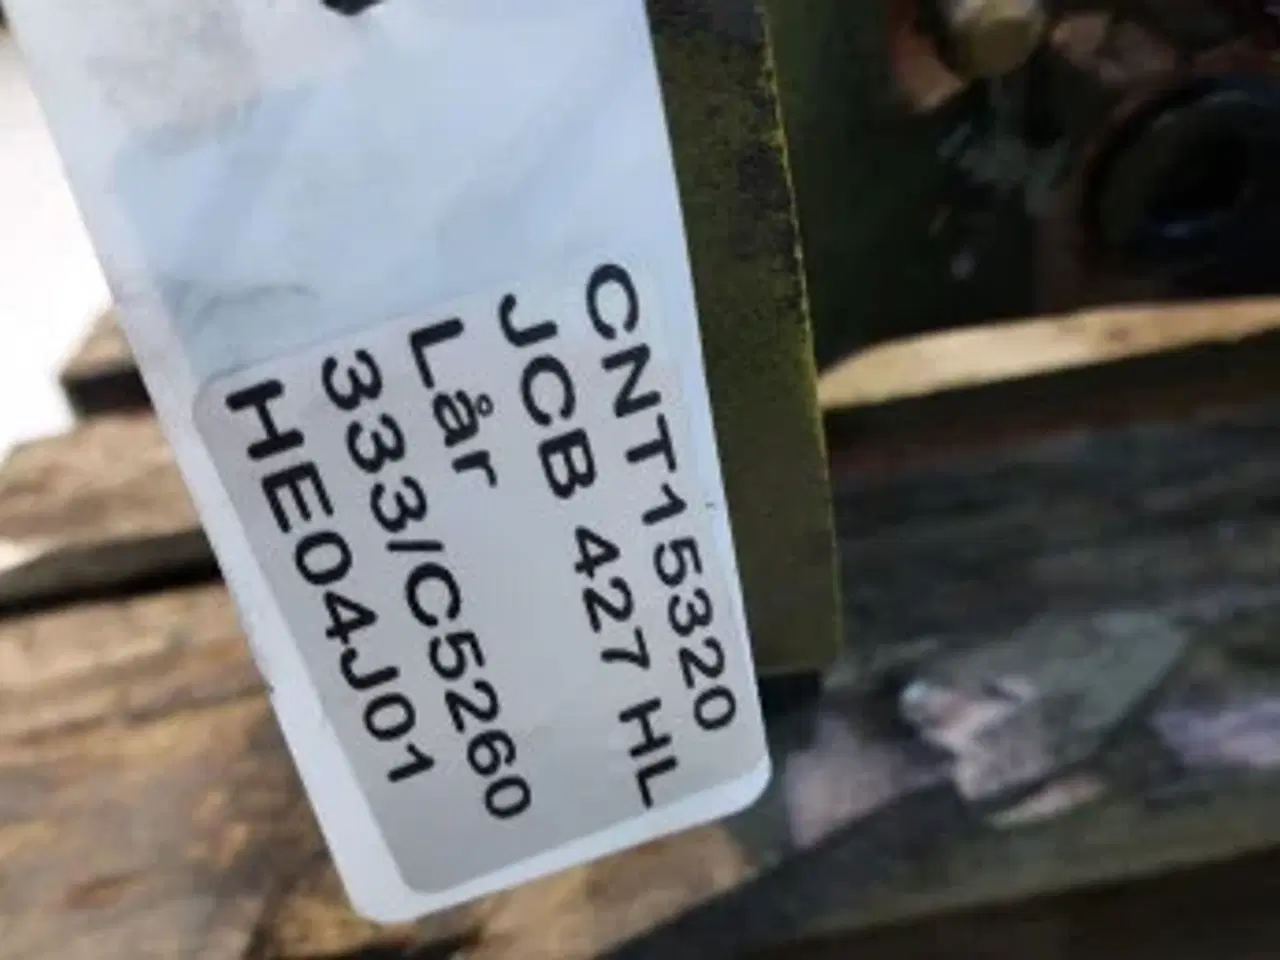 CNT15320
JCB 427 HL
Lår
333/C5260
HE04J01